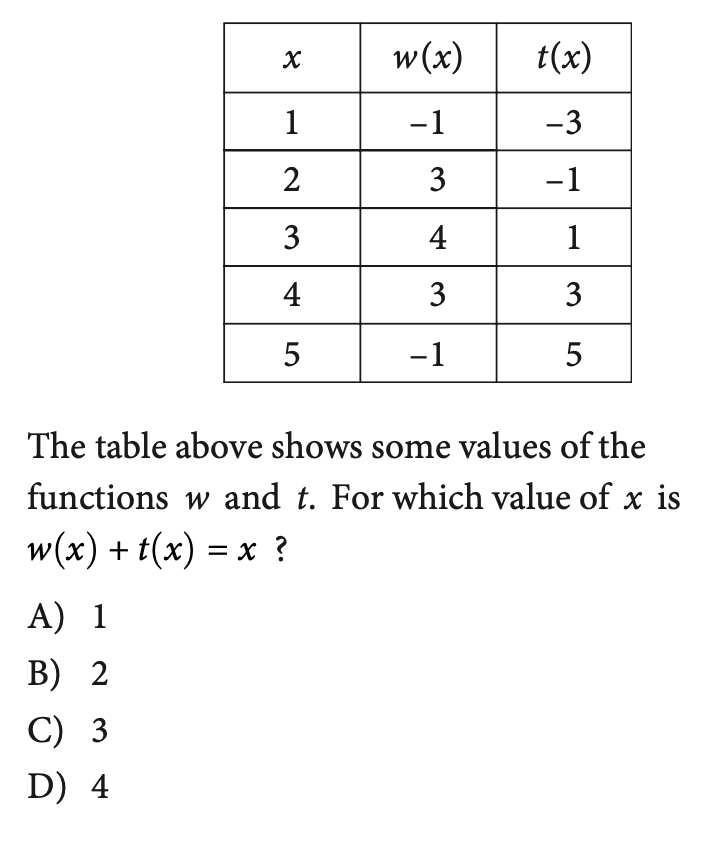 x w(x) t(x)
1 –1 –3
2 3 –1
3 4 1
4 3 3
5 –1 5
The table above shows some values of the
functions w and t. For which value of x is
w(x) + t(x) = x ?
A) 1
B) 2
C) 3
D) 4